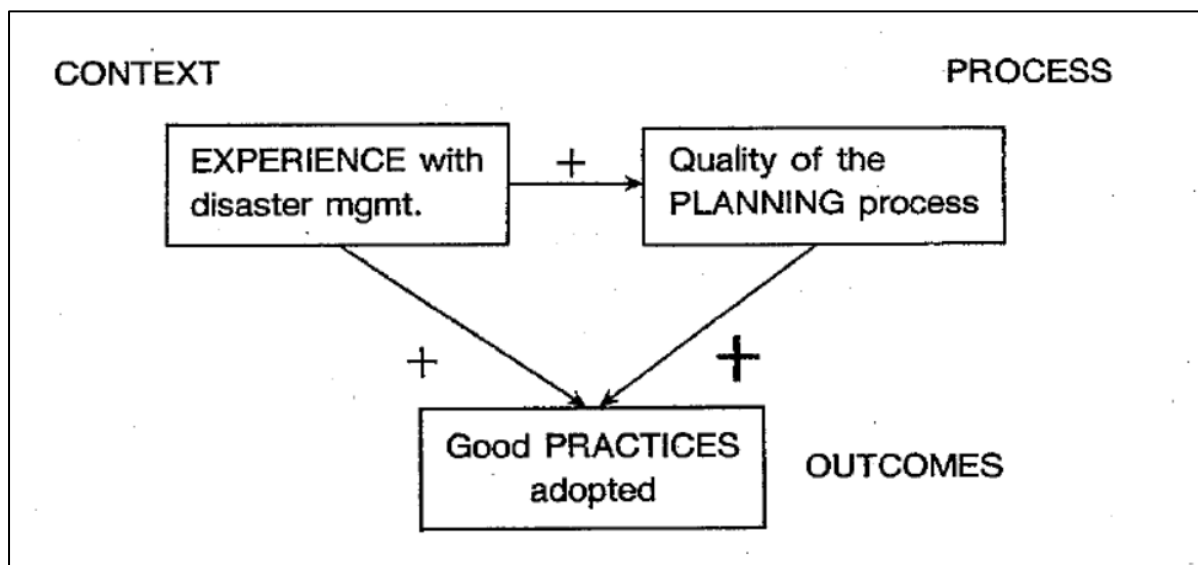 CONTEXT
PROCESS
EXPERIENCE with
disaster mgmt.
+
Quality of the
PLANNING process
+
+
Good PRACTICES
adopted
OUTCOMES